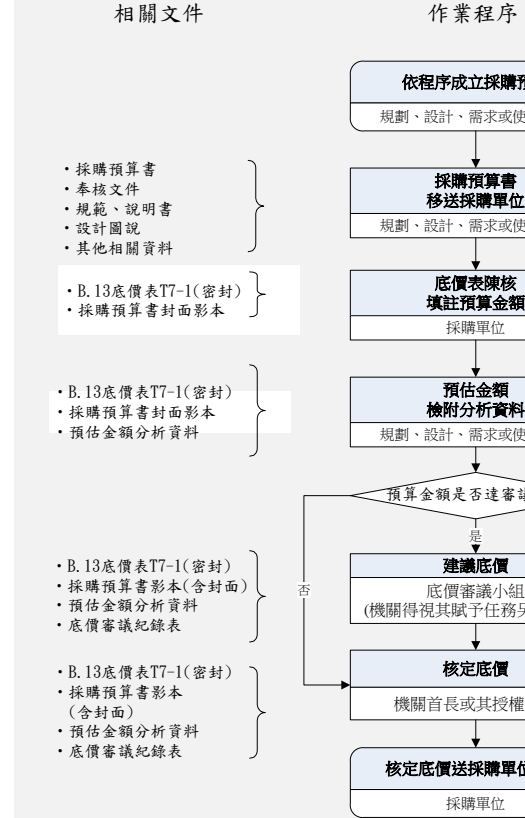 相關文件
作業程序
依程序成立採購預
規劃、設計、需求或使
・採購預算書
・奉核文件
・規範、說明書
・設計圖說
・其他相關資料
採購預算書
移送採購單位
規劃、設計、需求或使
・B.13底價表T7-1(密封)
・採購預算書封面影本
底價表陳核
填註預算金額
採購單位
・B.13底價表T7-1(密封)
・採購預算書封面影本
・預估金額分析資料
預估金額
檢附分析資料
規劃、設計、需求或使
預算金額是否達審議
是
否
・B.13底價表T7-1(密封)
・採購預算書影本(含封面)
・預估金額分析資料
・底價審議紀錄表
建議底價
底價審議小組
(機關得視其賦予任務另
・B.13底價表T7-1(密封)
・採購預算書影本
(含封面)
・預估金額分析資料
・底價審議紀錄表
核定底價
機關首長或其授權
核定底價送採購單位
採購單位